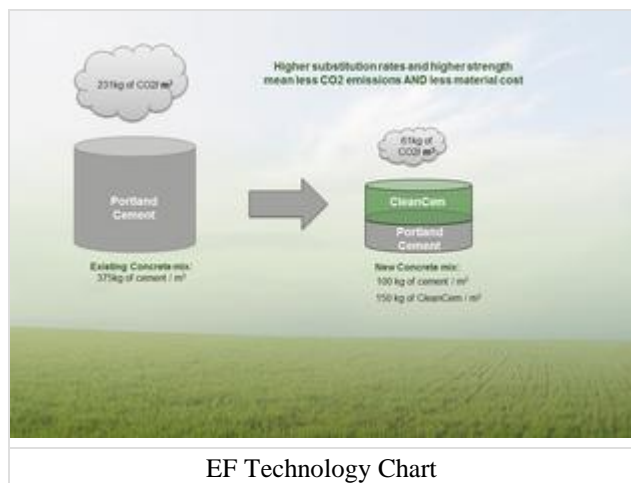 Higher substitution rates and higher strength
mean less CO2 emissions AND less material cost
231kg of CO2/ m³
61kg of
CO2/ m³
Portland
Cement
CleanCem
Portland
Cement
Existing Concrete mix:
375kg of cement / m³
New Concrete mix:
100 kg of cement / m³
150 kg of CleanCem / m³
EF Technology Chart